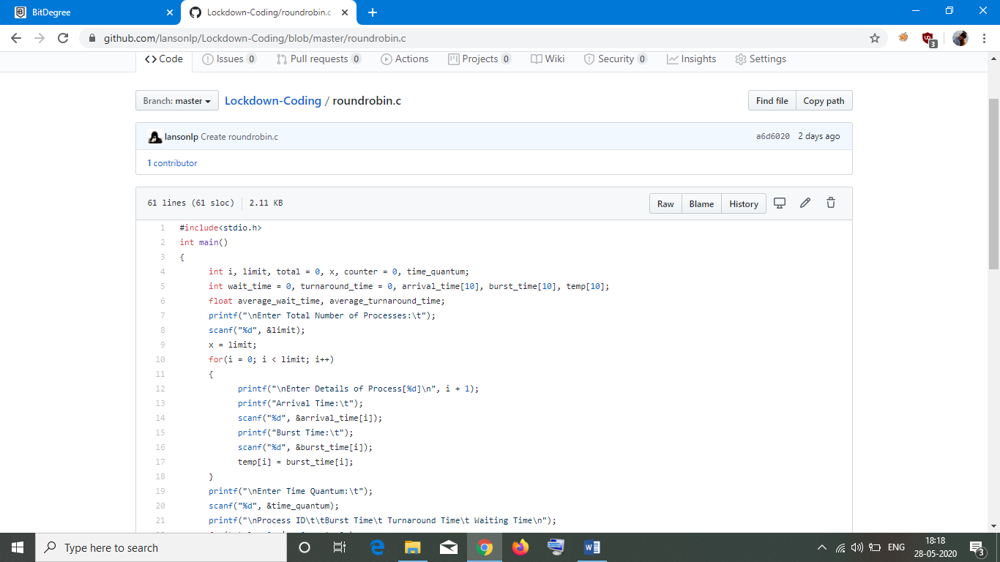 BitDegree
Lockdown-Coding/roundrobin.c
github.com/lansonlp/Lockdown-Coding/blob/master/roundrobin.c
3
Code Issues 0 Pull requests 0 Actions Projects 0 Wiki Security 0 Insights Settings
Branch: master Lockdown-Coding / roundrobin.c Find file Copy path
lansonlp Create roundrobin.c a6d6020 2 days ago
1 contributor
61 lines (61 sloc) 2.11 KB Raw Blame History
1 #include<stdio.h>
2 int main()
3 {
4 int i, limit, total = 0, x, counter = 0, time_quantum;
5 int wait_time = 0, turnaround_time = 0, arrival_time[10], burst_time[10], temp[10];
6 float average_wait_time, average_turnaround_time;
7 printf("\nEnter Total Number of Processes:\t");
8 scanf("%d", &limit);
9 x = limit;
10 for(i = 0; i < limit; i++)
11 {
12 printf("\nEnter Details of Process[%d]\n", i + 1);
13 printf("Arrival Time:\t");
14 scanf("%d", &arrival_time[i]);
15 printf("Burst Time:\t");
16 scanf("%d", &burst_time[i]);
17 temp[i] = burst_time[i];
18 }
19 printf("\nEnter Time Quantum:\t");
20 scanf("%d", &time_quantum);
21 printf("\nProcess ID\t\tBurst Time\t Turnaround Time\t Waiting Time\n");
Type here to search
ENG
18:18
28-05-2020
3